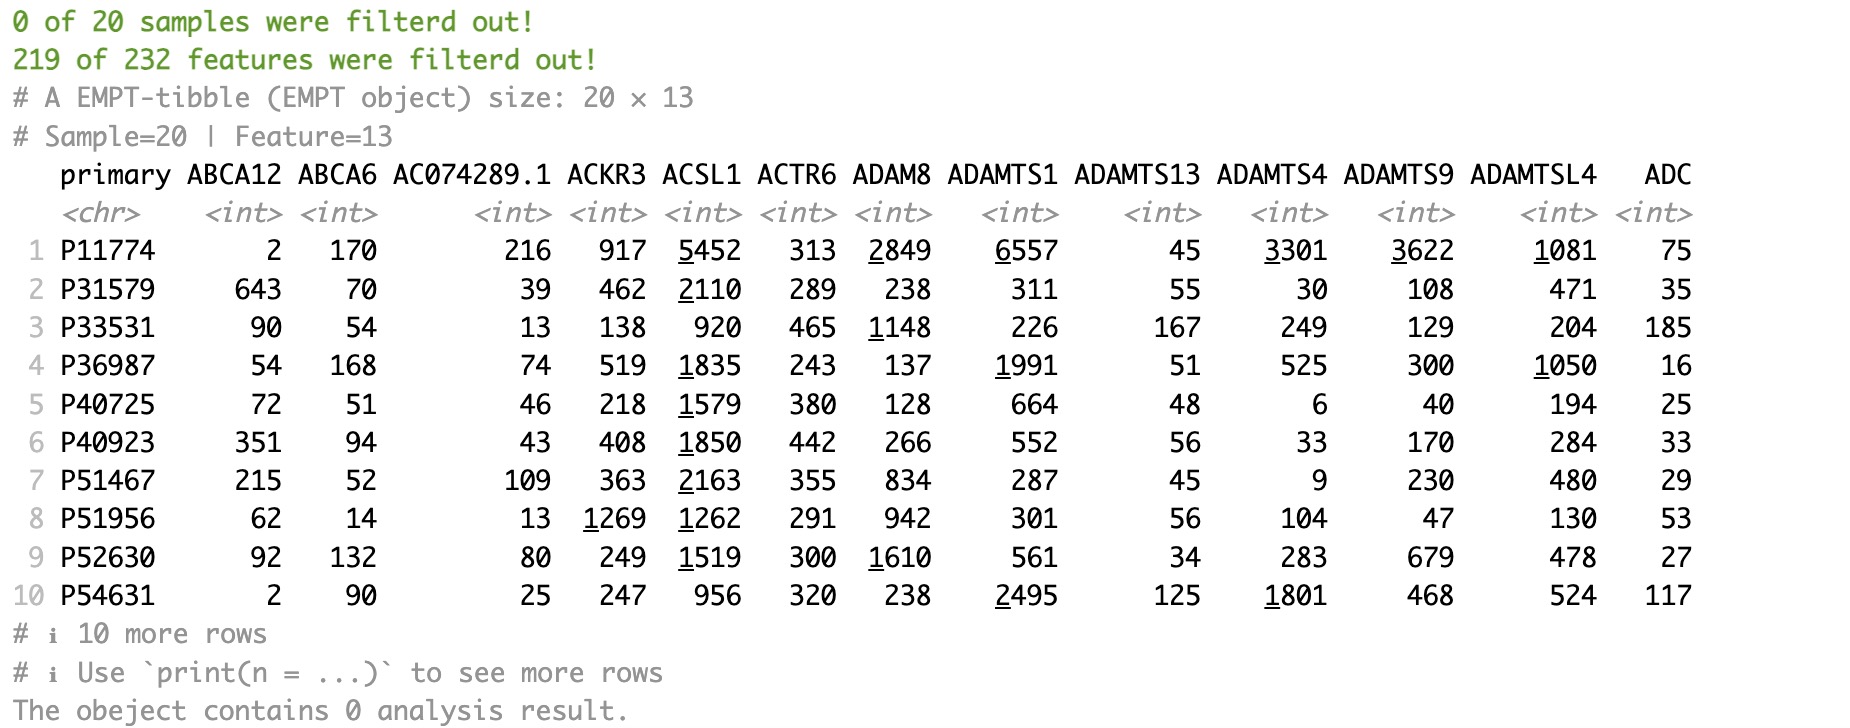 0 of 20 samples were filterd out!
219 of 232 features were filterd out!
# A EMPT-tibble (EMPT object) size: 20 × 13
# Sample=20 | Feature=13
primary ABCA12 ABCA6 AC074289.1 ACKR3 ACSL1 ACTR6 ADAM8 ADAMTS1 ADAMTS13 ADAMTS4 ADAMTS9 ADAMTSL4 ADC
<chr> <int> <int> <int> <int> <int> <int> <int> <int> <int> <int> <int> <int> <int>
1 P11774 2 170 216 917 5452 313 2849 6557 45 3301 3622 1081 75
2 P31579 643 70 39 462 2110 289 238 311 55 30 108 471 35
3 P33531 90 54 13 138 920 465 1148 226 167 249 129 204 185
4 P36987 54 168 74 519 1835 243 137 1991 51 525 300 1050 16
5 P40725 72 51 46 218 1579 380 128 664 48 6 40 194 25
6 P40923 351 94 43 408 1850 442 266 552 56 33 170 284 33
7 P51467 215 52 109 363 2163 355 834 287 45 9 230 480 29
8 P51956 62 14 13 1269 1262 291 942 301 56 104 47 130 53
9 P52630 92 132 80 249 1519 300 1610 561 34 283 679 478 27
10 P54631 2 90 25 247 956 320 238 2495 125 1801 468 524 117
# ℹ 10 more rows
# ℹ Use `print(n = ...)` to see more rows
The obeject contains 0 analysis result.